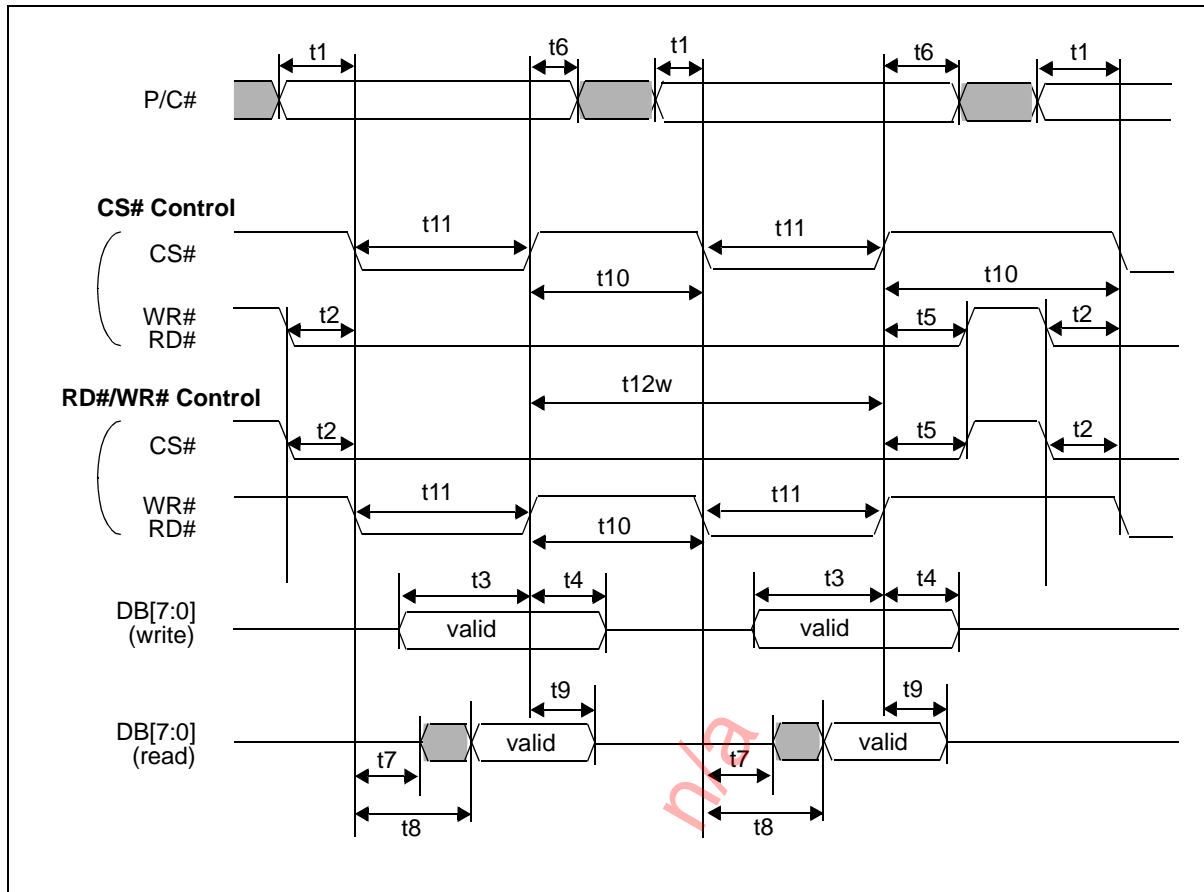 t1 t6 t1 t6 t1
P/C#
CS# Control
t11 t11
CS#
t10 t10
WR# t2 t5 t2
RD#
t12w
RD#/WR# Control
t2 t5 t2
CS#
t11 t11
WR#
RD# t10
t3 t4 t3 t4
DB[7:0]
(write) valid valid
t9 t9
DB[7:0]
(read) valid valid
t7 t7
t8 t8
n/a